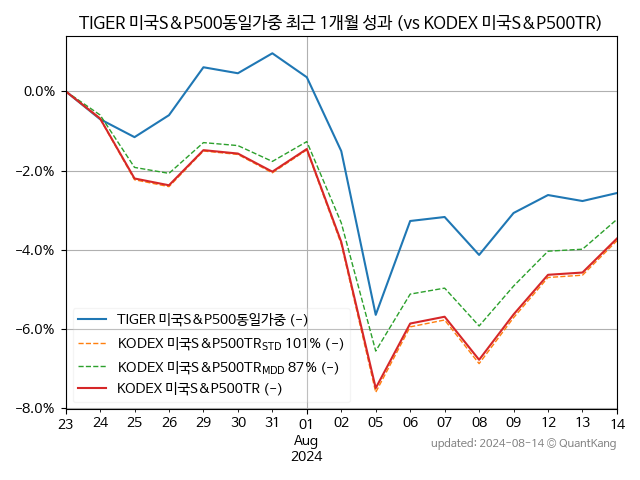 TIGER 미국S&P500동일가중 최근 1개월 성과 (vs KODEX 미국S&P500TR)
0.0%
−2.0%
−4.0%
−6.0%
−8.0%
TIGER 미국S&P500동일가중 (-)
KODEX 미국S&P500TR STD 101% (-)
KODEX 미국S&P500TR MDD 87% (-)
KODEX 미국S&P500TR (-)
23 24 25 26 29 30 31 01 02 05 06 07 08 09 12 13 14
Aug
2024
updated: 2024-08-14 © QuantKang